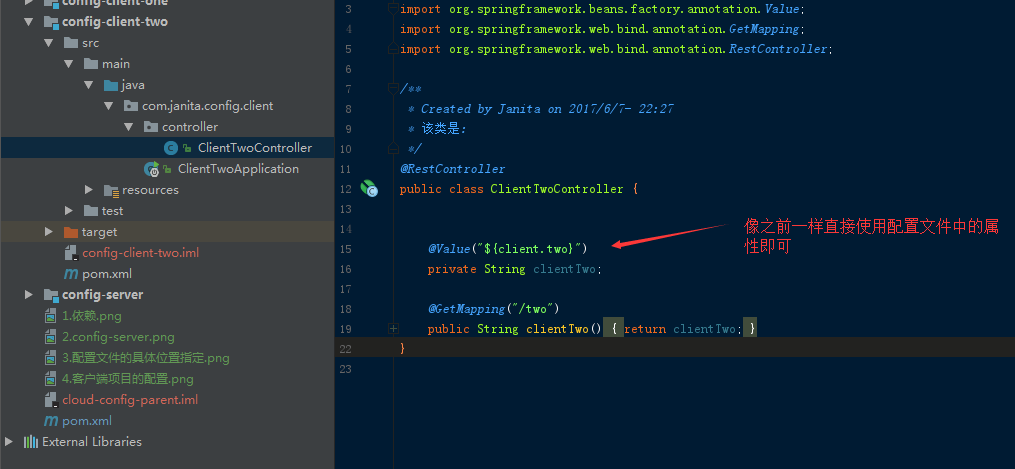 config-client-one
config-client-two
src
main
java
com.janita.config.client
controller
ClientTwoController
ClientTwoApplication
resources
test
target
config-client-two.iml
pom.xml
config-server
1.依赖.png
2.config-server.png
3.配置文件的具体位置指定.png
4.客户端项目的配置.png
cloud-config-parent.iml
pom.xml
External Libraries
3 import org.springframework.beans.factory.annotation.Value;
4 import org.springframework.web.bind.annotation.GetMapping;
5 import org.springframework.web.bind.annotation.RestController;
6
7 /**
8 * Created by Janita on 2017/6/7- 22:27
9 * 该类是:
10 */
11 @RestController
12 public class ClientTwoController {
13
14
15 @Value("${client.two}")
16 private String clientTwo;
17
18 @GetMapping("/two")
19 public String clientTwo() { return clientTwo; }
22 }
23
像之前一样直接使用配置文件中的属
性即可